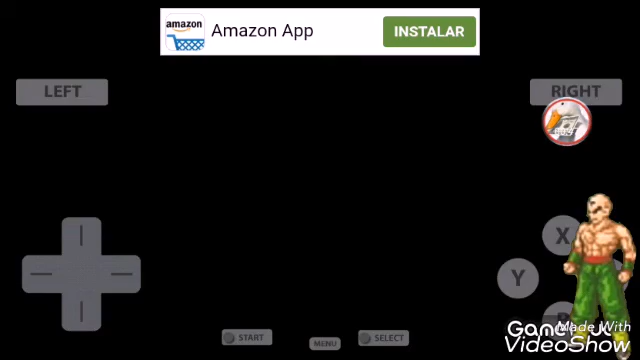 amazon
Amazon App
INSTALAR
LEFT
RIGHT
X
Y
START
MENU
SELECT
Made With
VideoShow